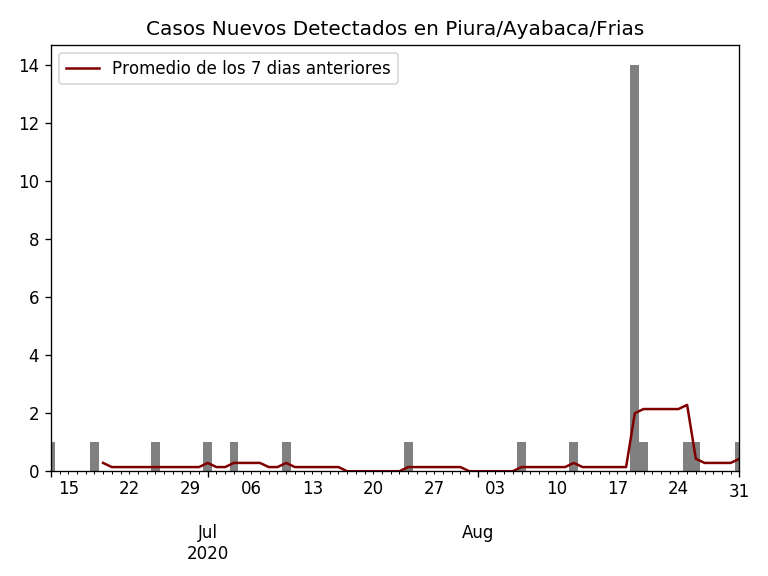 Casos Nuevos Detectados en Piura/Ayabaca/Frias
Promedio de los 7 dias anteriores
14
12
10
8
6
4
2
0
15 22 29 06 13 20 27 03 10 17 24 31
Jul Aug
2020